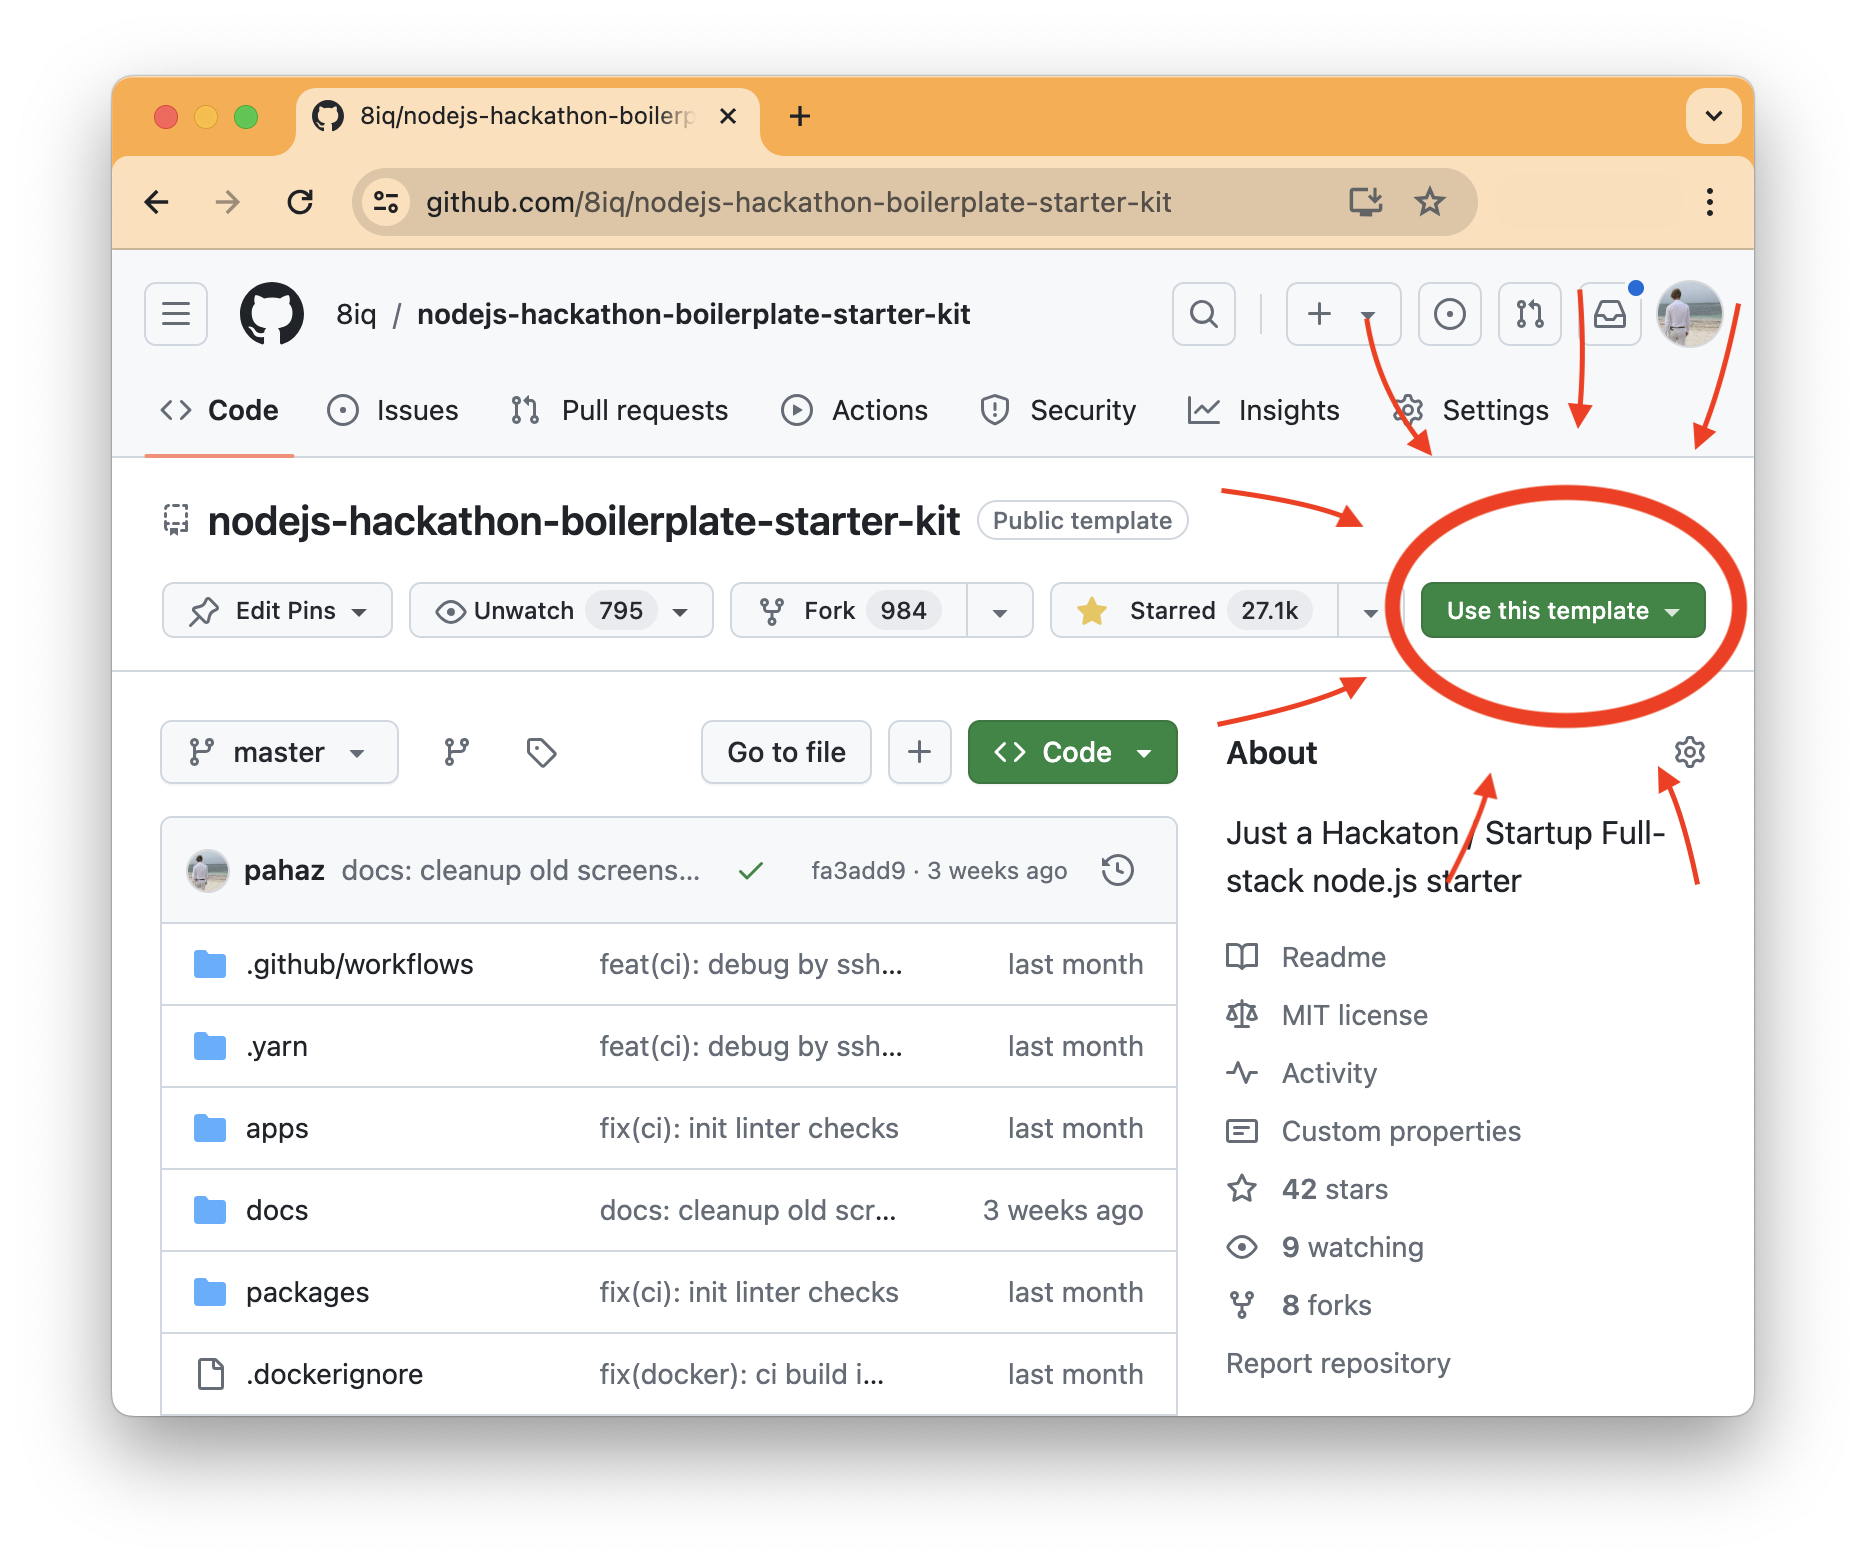 8iq/nodejs-hackathon-boilerp
github.com/8iq/nodejs-hackathon-boilerplate-starter-kit
8iq / nodejs-hackathon-boilerplate-starter-kit
Code Issues Pull requests Actions Security Insights Settings
nodejs-hackathon-boilerplate-starter-kit Public template
Edit Pins Unwatch 795 Fork 984 Starred 27.1k Use this template
master Go to file Code
pahaz docs: cleanup old screens... fa3add9 · 3 weeks ago
.github/workflows feat(ci): debug by ssh... last month
.yarn feat(ci): debug by ssh... last month
apps fix(ci): init linter checks last month
docs docs: cleanup old scr... 3 weeks ago
packages fix(ci): init linter checks last month
.dockerignore fix(docker): ci build i... last month
About
Just a Hackaton / Startup Full-
stack node.js starter
Readme
MIT license
Activity
Custom properties
42 stars
9 watching
8 forks
Report repository